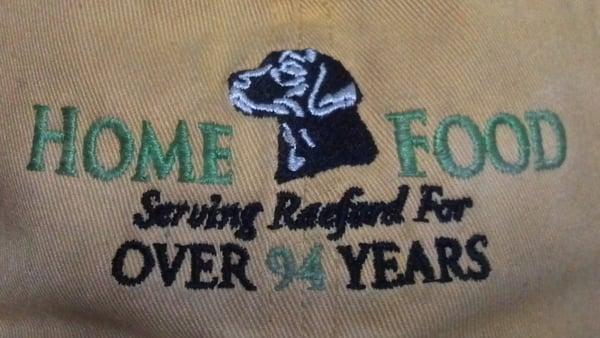 HOME FOOD
Serving Raeford For
OVER 94 YEARS